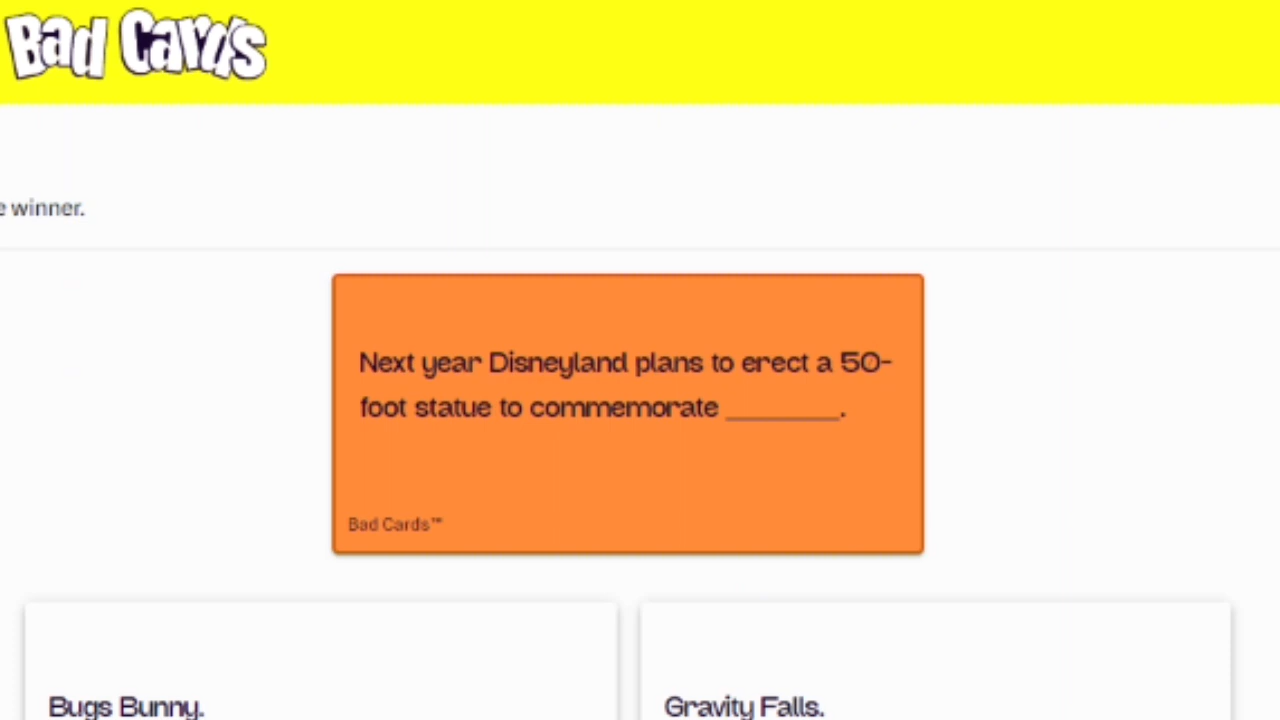 Bad Cards
e winner.
Next year Disneyland plans to erect a 50-
foot statue to commemorate ________.
Bad Cards™
Bugs Bunny.
Gravity Falls.